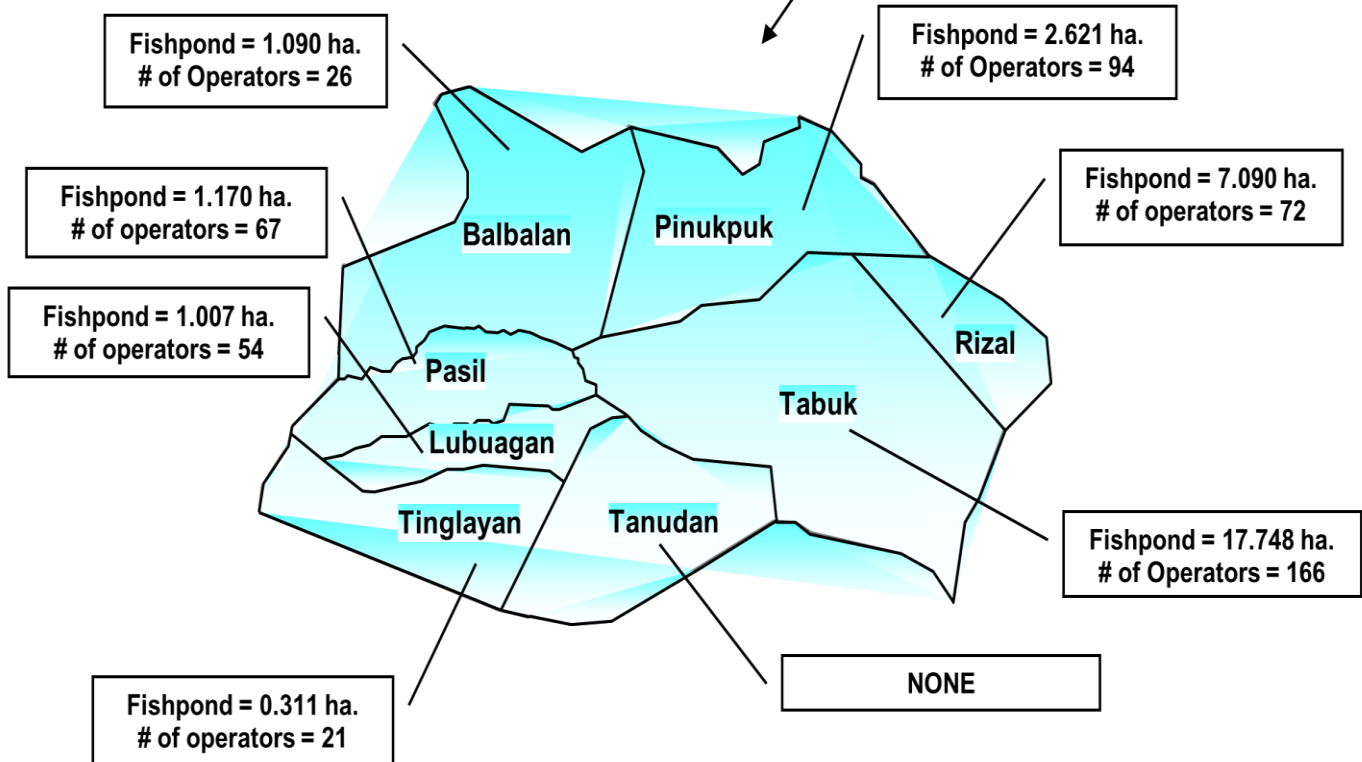 Fishpond = 1.090 ha.
# of Operators = 26
Fishpond = 2.621 ha.
# of Operators = 94
Fishpond = 1.170 ha.
# of operators = 67
Fishpond = 7.090 ha.
# of Operators = 72
Balbalan
Pinukpuk
Fishpond = 1.007 ha.
# of operators = 54
Rizal
Pasil
Tabuk
Lubuagan
Tinglayan
Tanudan
Fishpond = 17.748 ha.
# of Operators = 166
NONE
Fishpond = 0.311 ha.
# of operators = 21